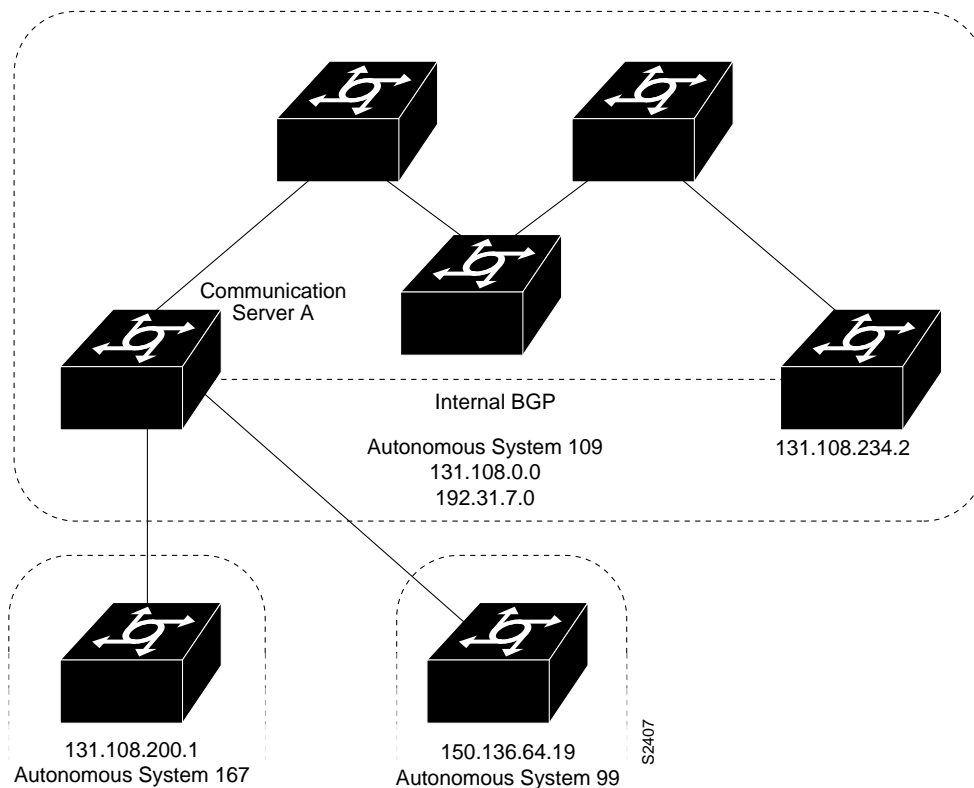 Communication
Server A
Internal BGP
Autonomous System 109
131.108.0.0
192.31.7.0
131.108.234.2
131.108.200.1
Autonomous System 167
150.136.64.19
Autonomous System 99
S2407